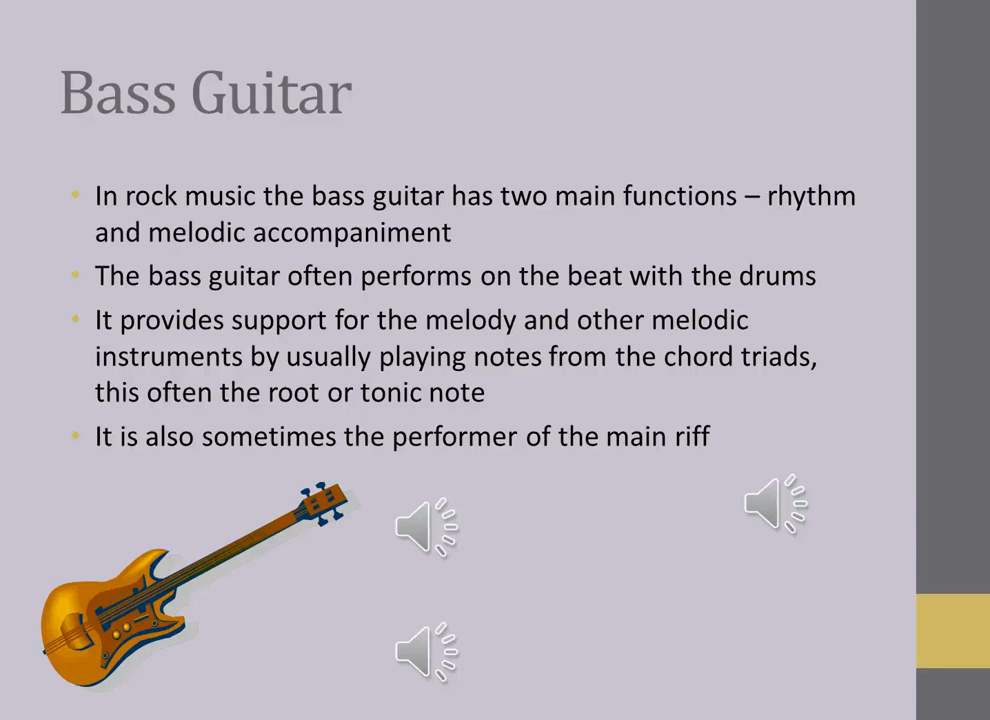 Bass Guitar
• In rock music the bass guitar has two main functions – rhythm
and melodic accompaniment
• The bass guitar often performs on the beat with the drums
• It provides support for the melody and other melodic
instruments by usually playing notes from the chord triads,
this often the root or tonic note
• It is also sometimes the performer of the main riff